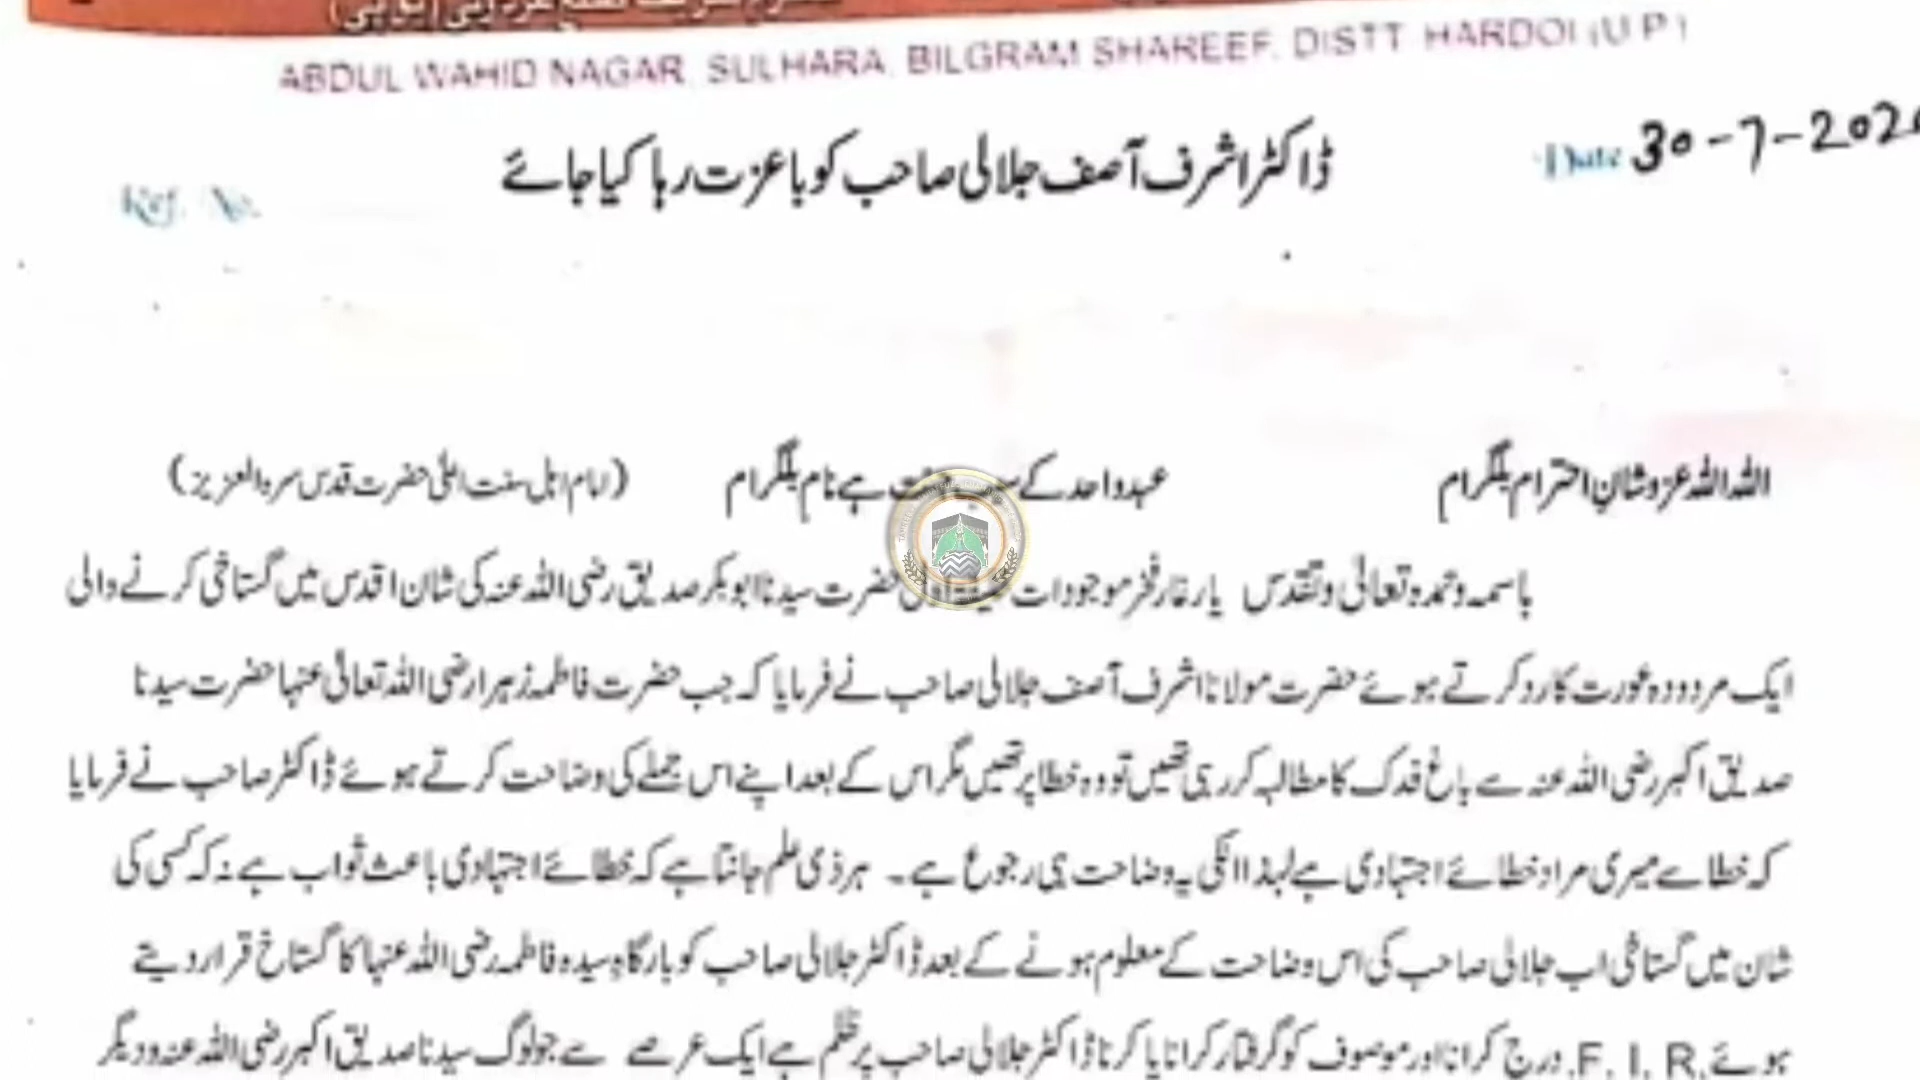 ABDUL WAHID NAGAR, SULHARA, BILGRAM SHAREEF, DISTT. HARDOI (U.P.)
Ref. No.
ڈاکٹر اشرف آصف جلالی صاحب کو باعزت رہا کیا جائے
Date 30-7-202
اللہ اللہ عز و شانِ احترام بلگرام عبد واحد کے جنت ہے نام بلگرام (امام اہل سنت اعلیٰ حضرت قدس سرہ العزیز)
باسمہ وحمدہ تعالیٰ وتقدس یار غار فخر موجودات حضرت سیدنا ابو بکر صدیق رضی اللہ عنہ کی شان اقدس میں گستاخی کرنے والی
ایک مردودہ عورت کا رد کرتے ہوئے حضرت مولانا اشرف آصف جلالی صاحب نے فرمایا کہ جب حضرت فاطمہ زہرا رضی اللہ تعالیٰ عنہا حضرت سیدنا
صدیق اکبر رضی اللہ عنہ سے باغ فدک کا مطالبہ کر رہی تھیں تو وہ خطا پر تھیں مگر اس کے بعد اپنے اس جملے کی وضاحت کرتے ہوئے ڈاکٹر صاحب نے فرمایا
کہ خطا سے میری مراد خطائے اجتہادی ہے لہذا انکی یہ وضاحت ہی رجوع ہے۔ ہر ذی علم جانتا ہے کہ خطائے اجتہادی باعث ثواب ہے نہ کہ کسی کی
شان میں گستاخی اب جلالی صاحب کی اس وضاحت کے معلوم ہونے کے بعد ڈاکٹر جلالی صاحب کو بارگاہِ سیدہ فاطمہ رضی اللہ عنہا کا گستاخ قرار دیتے
ہوئے F. I. R. درج کرانا اور موصوف کو گرفتار کرانا یا کرنا ڈاکٹر جلالی صاحب پر ظلم ہے ایک عرصے سے جو لوگ سیدنا صدیق اکبر رضی اللہ عنہ و دیگر